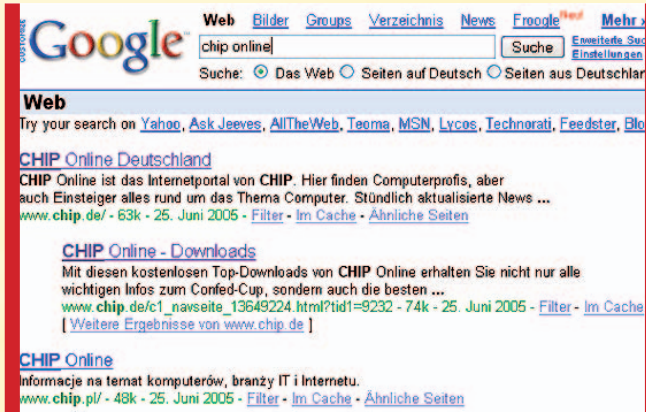 CUSTOMIZE
Google
Web Bilder Groups Verzeichnis News Froogle Neu! Mehr »
chip online Suche Erweiterte Suc
Einstellungen
Suche: Das Web Seiten auf Deutsch Seiten aus Deutschlan
Web
Try your search on Yahoo, Ask Jeeves, AllTheWeb, Teoma, MSN, Lycos, Technorati, Feedster, Blo
CHIP Online Deutschland
CHIP Online ist das Internetportal von CHIP. Hier finden Computerprofis, aber
auch Einsteiger alles rund um das Thema Computer. Stündlich aktualisierte News ...
www.chip.de/ - 63k - 25. Juni 2005 - Filter - Im Cache - Ähnliche Seiten
CHIP Online - Downloads
Mit diesen kostenlosen Top-Downloads von CHIP Online erhalten Sie nicht nur alle
wichtigen Infos zum Confed-Cup, sondern auch die besten ...
www.chip.de/c1_navseite_13649224.html?tid1=9232 - 74k - 25. Juni 2005 - Filter - Im Cache
[ Weitere Ergebnisse von www.chip.de ]
CHIP Online
Informacje na temat komputerów, branży IT i Internetu.
www.chip.pl/ - 48k - 25. Juni 2005 - Filter - Im Cache - Ähnliche Seiten